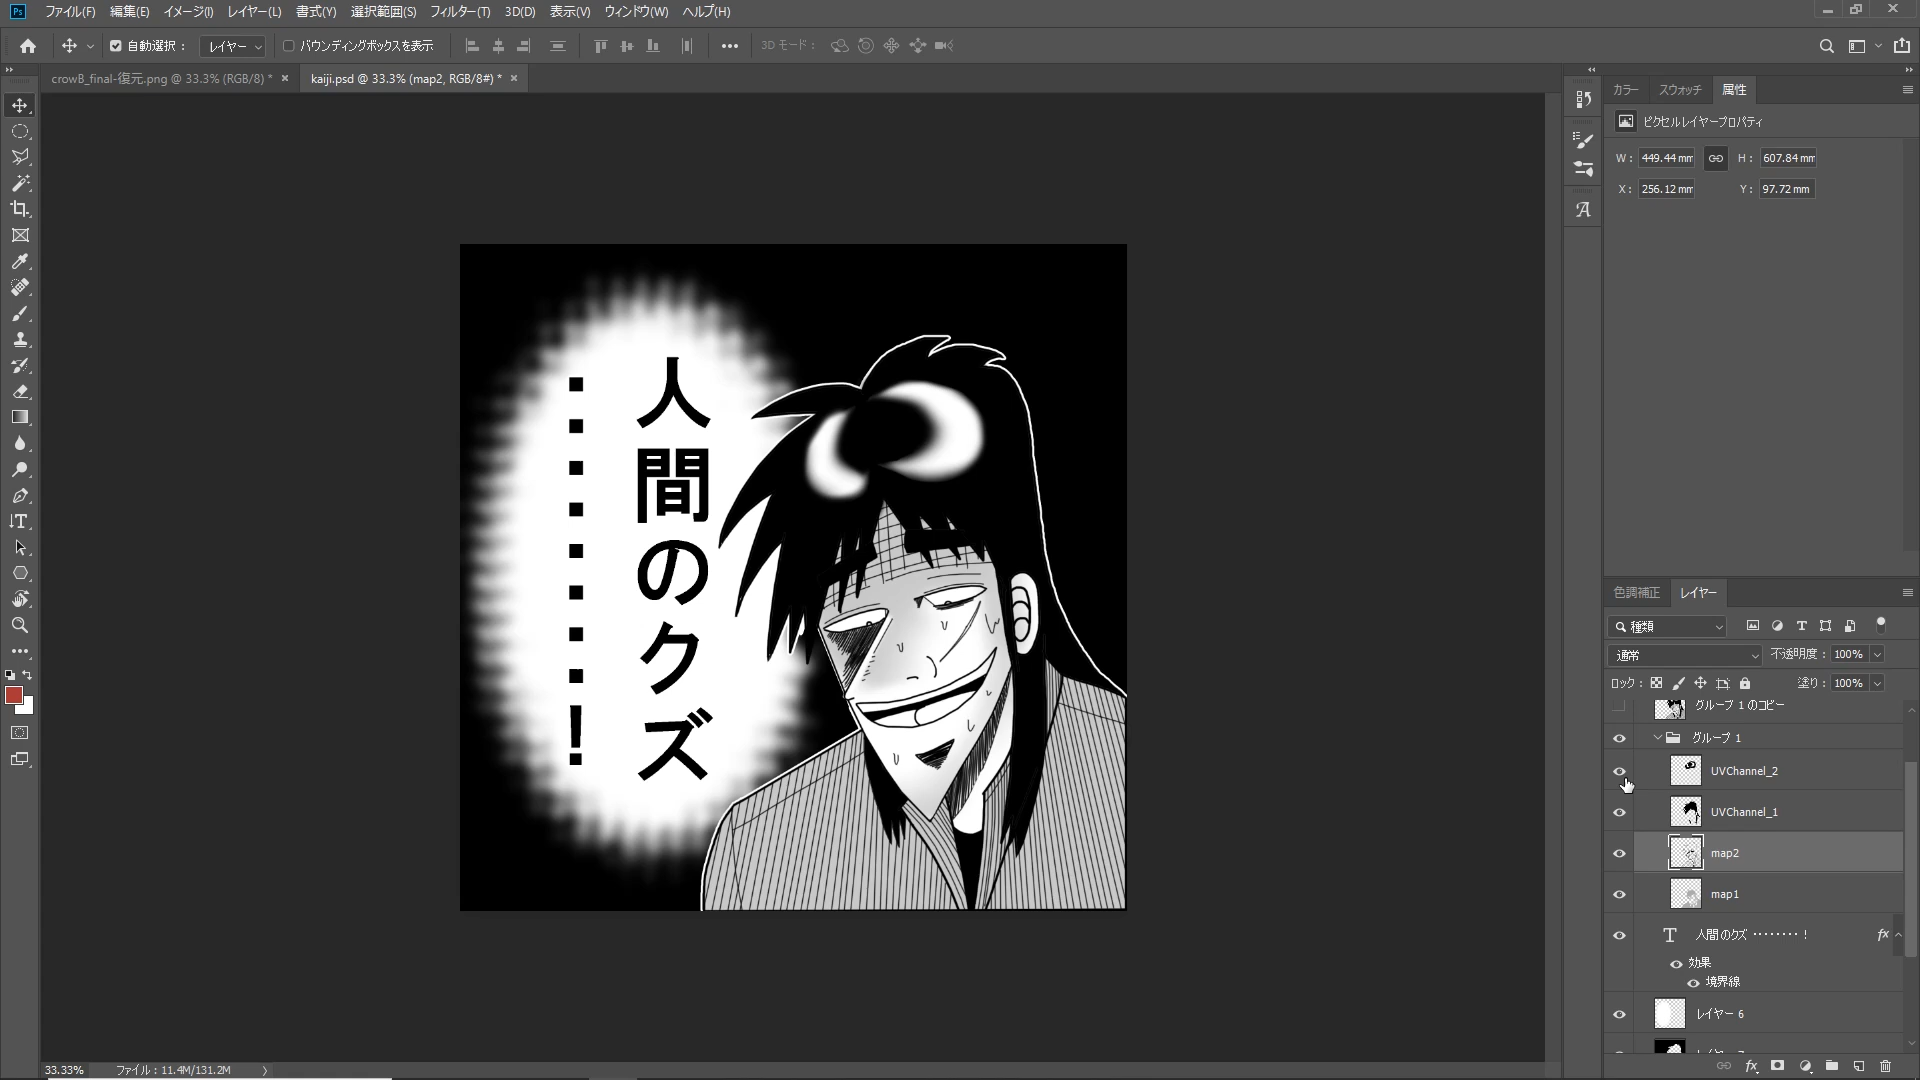 Ps ファイル(F) 編集(E) イメージ(I) レイヤー(L) 書式(Y) 選択範囲(S) フィルター(T) 3D(D) 表示(V) ウィンドウ(W) ヘルプ(H)
自動選択： レイヤー バウンディングボックスを表示 3D モード：
crowB_final-復元.png @ 33.3% (RGB/8) * × kaiji.psd @ 33.3% (map2, RGB/8#) * ×
カラー スウォッチ 属性
ピクセルレイヤープロパティ
W： 449.44 mm H： 607.84 mm
X： 256.12 mm Y： 97.72 mm
人間のクズ
・・・・・・・・！
色調補正 レイヤー
種類
通常 不透明度： 100%
ロック： 塗り： 100%
グループ 1 のコピー
グループ 1
UVChannel_2
UVChannel_1
map2
map1
T 人間のクズ ‥‥‥‥！ fx
効果
境界線
レイヤー 6
33.33% ファイル：11.4M/131.2M